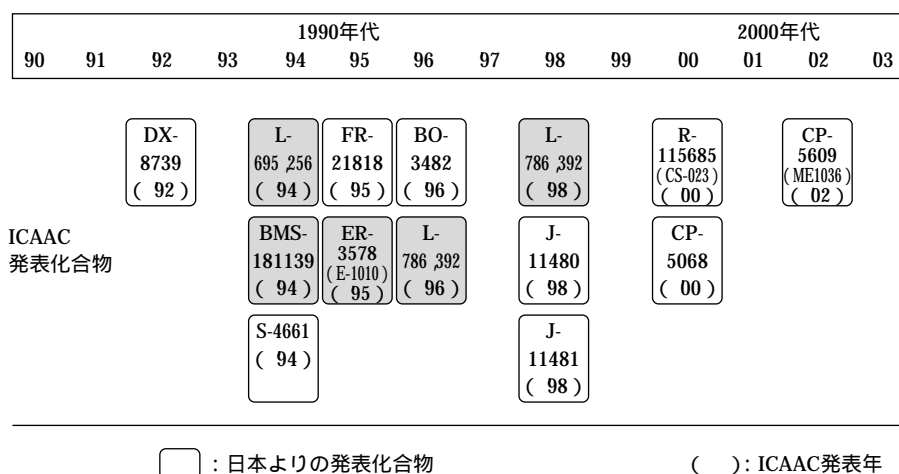 1990年代 2000年代
90 91 92 93 94 95 96 97 98 99 00 01 02 03
DX-
8739
( 92 )
L-
695 ,256
( 94 )
FR-
21818
( 95 )
BO-
3482
( 96 )
L-
786 ,392
( 98 )
R-
115685
( CS-023 )
( 00 )
CP-
5609
( ME1036 )
( 02 )
ICAAC
発表化合物
BMS-
181139
( 94 )
ER-
3578
( E-1010 )
( 95 )
L-
786 ,392
( 96 )
J-
11480
( 98 )
CP-
5068
( 00 )
S-4661
( 94 )
J-
11481
( 98 )
: 日本よりの発表化合物 ( ): ICAAC発表年